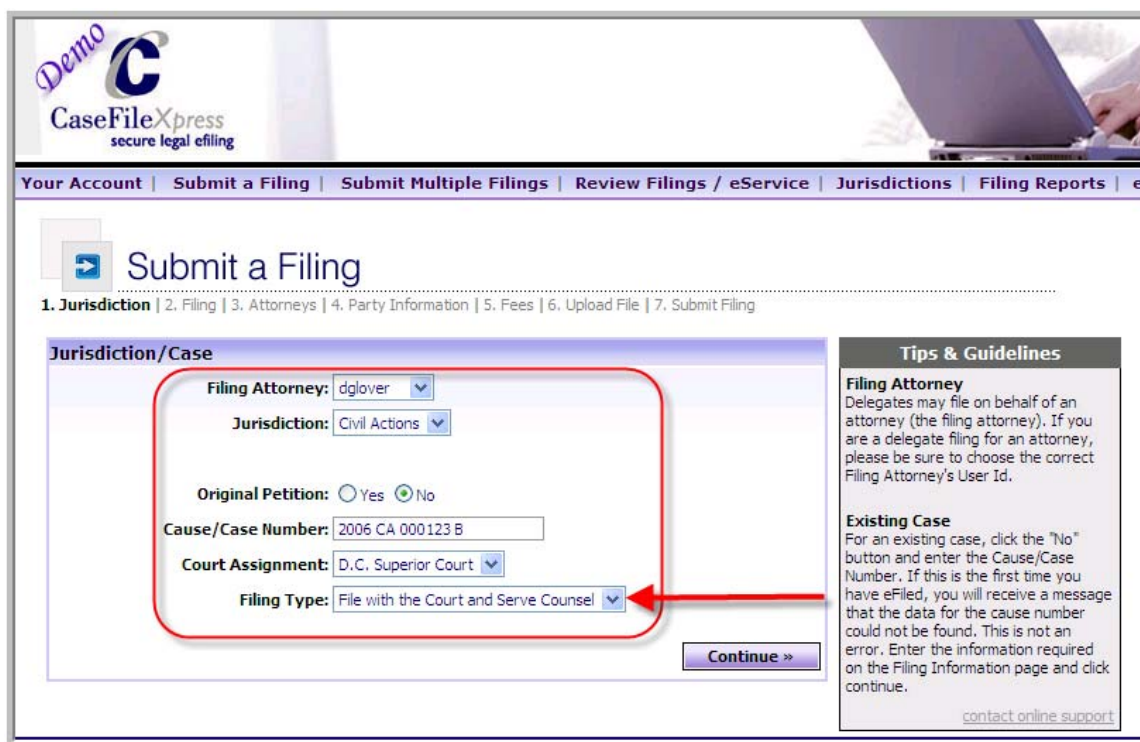 Demo
CaseFileXpress
secure legal efiling
Your Account | Submit a Filing | Submit Multiple Filings | Review Filings / eService | Jurisdictions | Filing Reports | e
Submit a Filing
1. Jurisdiction | 2. Filing | 3. Attorneys | 4. Party Information | 5. Fees | 6. Upload File | 7. Submit Filing
Jurisdiction/Case
Filing Attorney: dglover
Jurisdiction: Civil Actions
Original Petition: Yes No
Cause/Case Number: 2006 CA 000123 B
Court Assignment: D.C. Superior Court
Filing Type: File with the Court and Serve Counsel
Continue »
Tips & Guidelines
Filing Attorney
Delegates may file on behalf of an
attorney (the filing attorney). If you
are a delegate filing for an attorney,
please be sure to choose the correct
Filing Attorney's User Id.
Existing Case
For an existing case, click the "No"
button and enter the Cause/Case
Number. If this is the first time you
have eFiled, you will receive a message
that the data for the cause number
could not be found. This is not an
error. Enter the information required
on the Filing Information page and click
continue.
contact online support